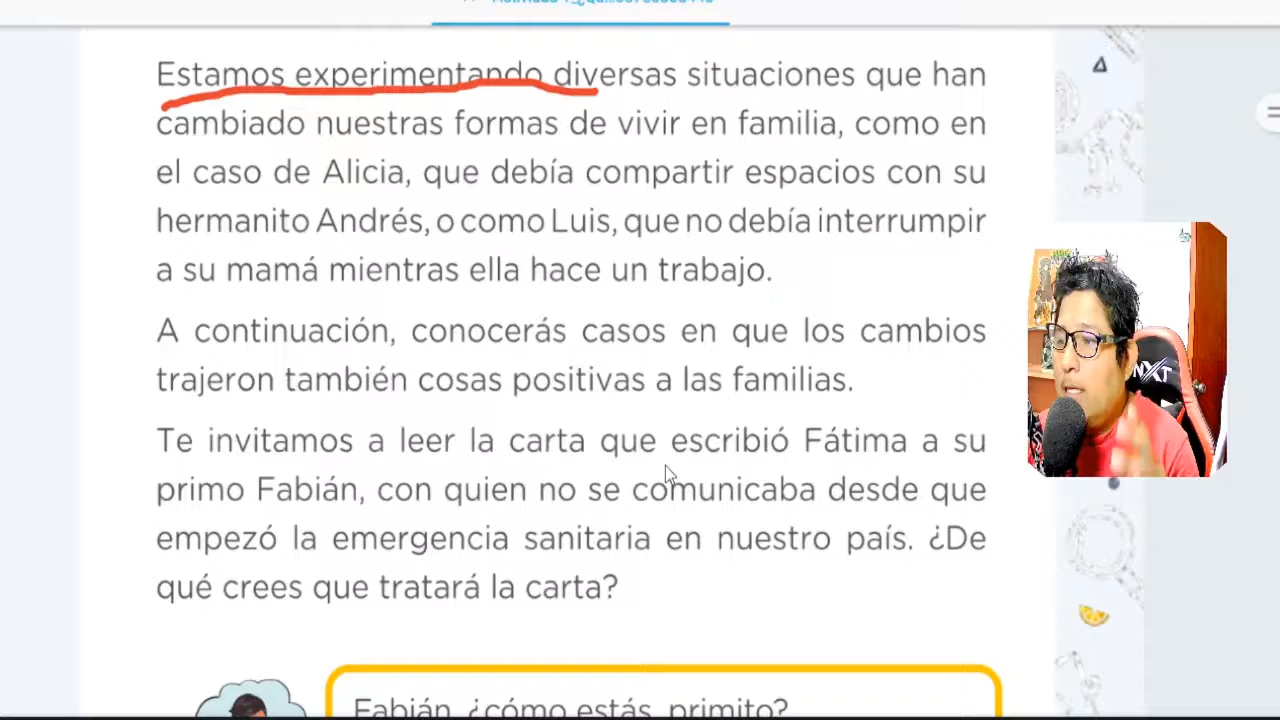 Estamos experimentando diversas situaciones que han
cambiado nuestras formas de vivir en familia, como en
el caso de Alicia, que debía compartir espacios con su
hermanito Andrés, o como Luis, que no debía interrumpir
a su mamá mientras ella hace un trabajo.
A continuación, conocerás casos en que los cambios
trajeron también cosas positivas a las familias.
Te invitamos a leer la carta que escribió Fátima a su
primo Fabián, con quien no se comunicaba desde que
empezó la emergencia sanitaria en nuestro país. ¿De
qué crees que tratará la carta?
Fabián, ¿cómo estás, primito?
NXT